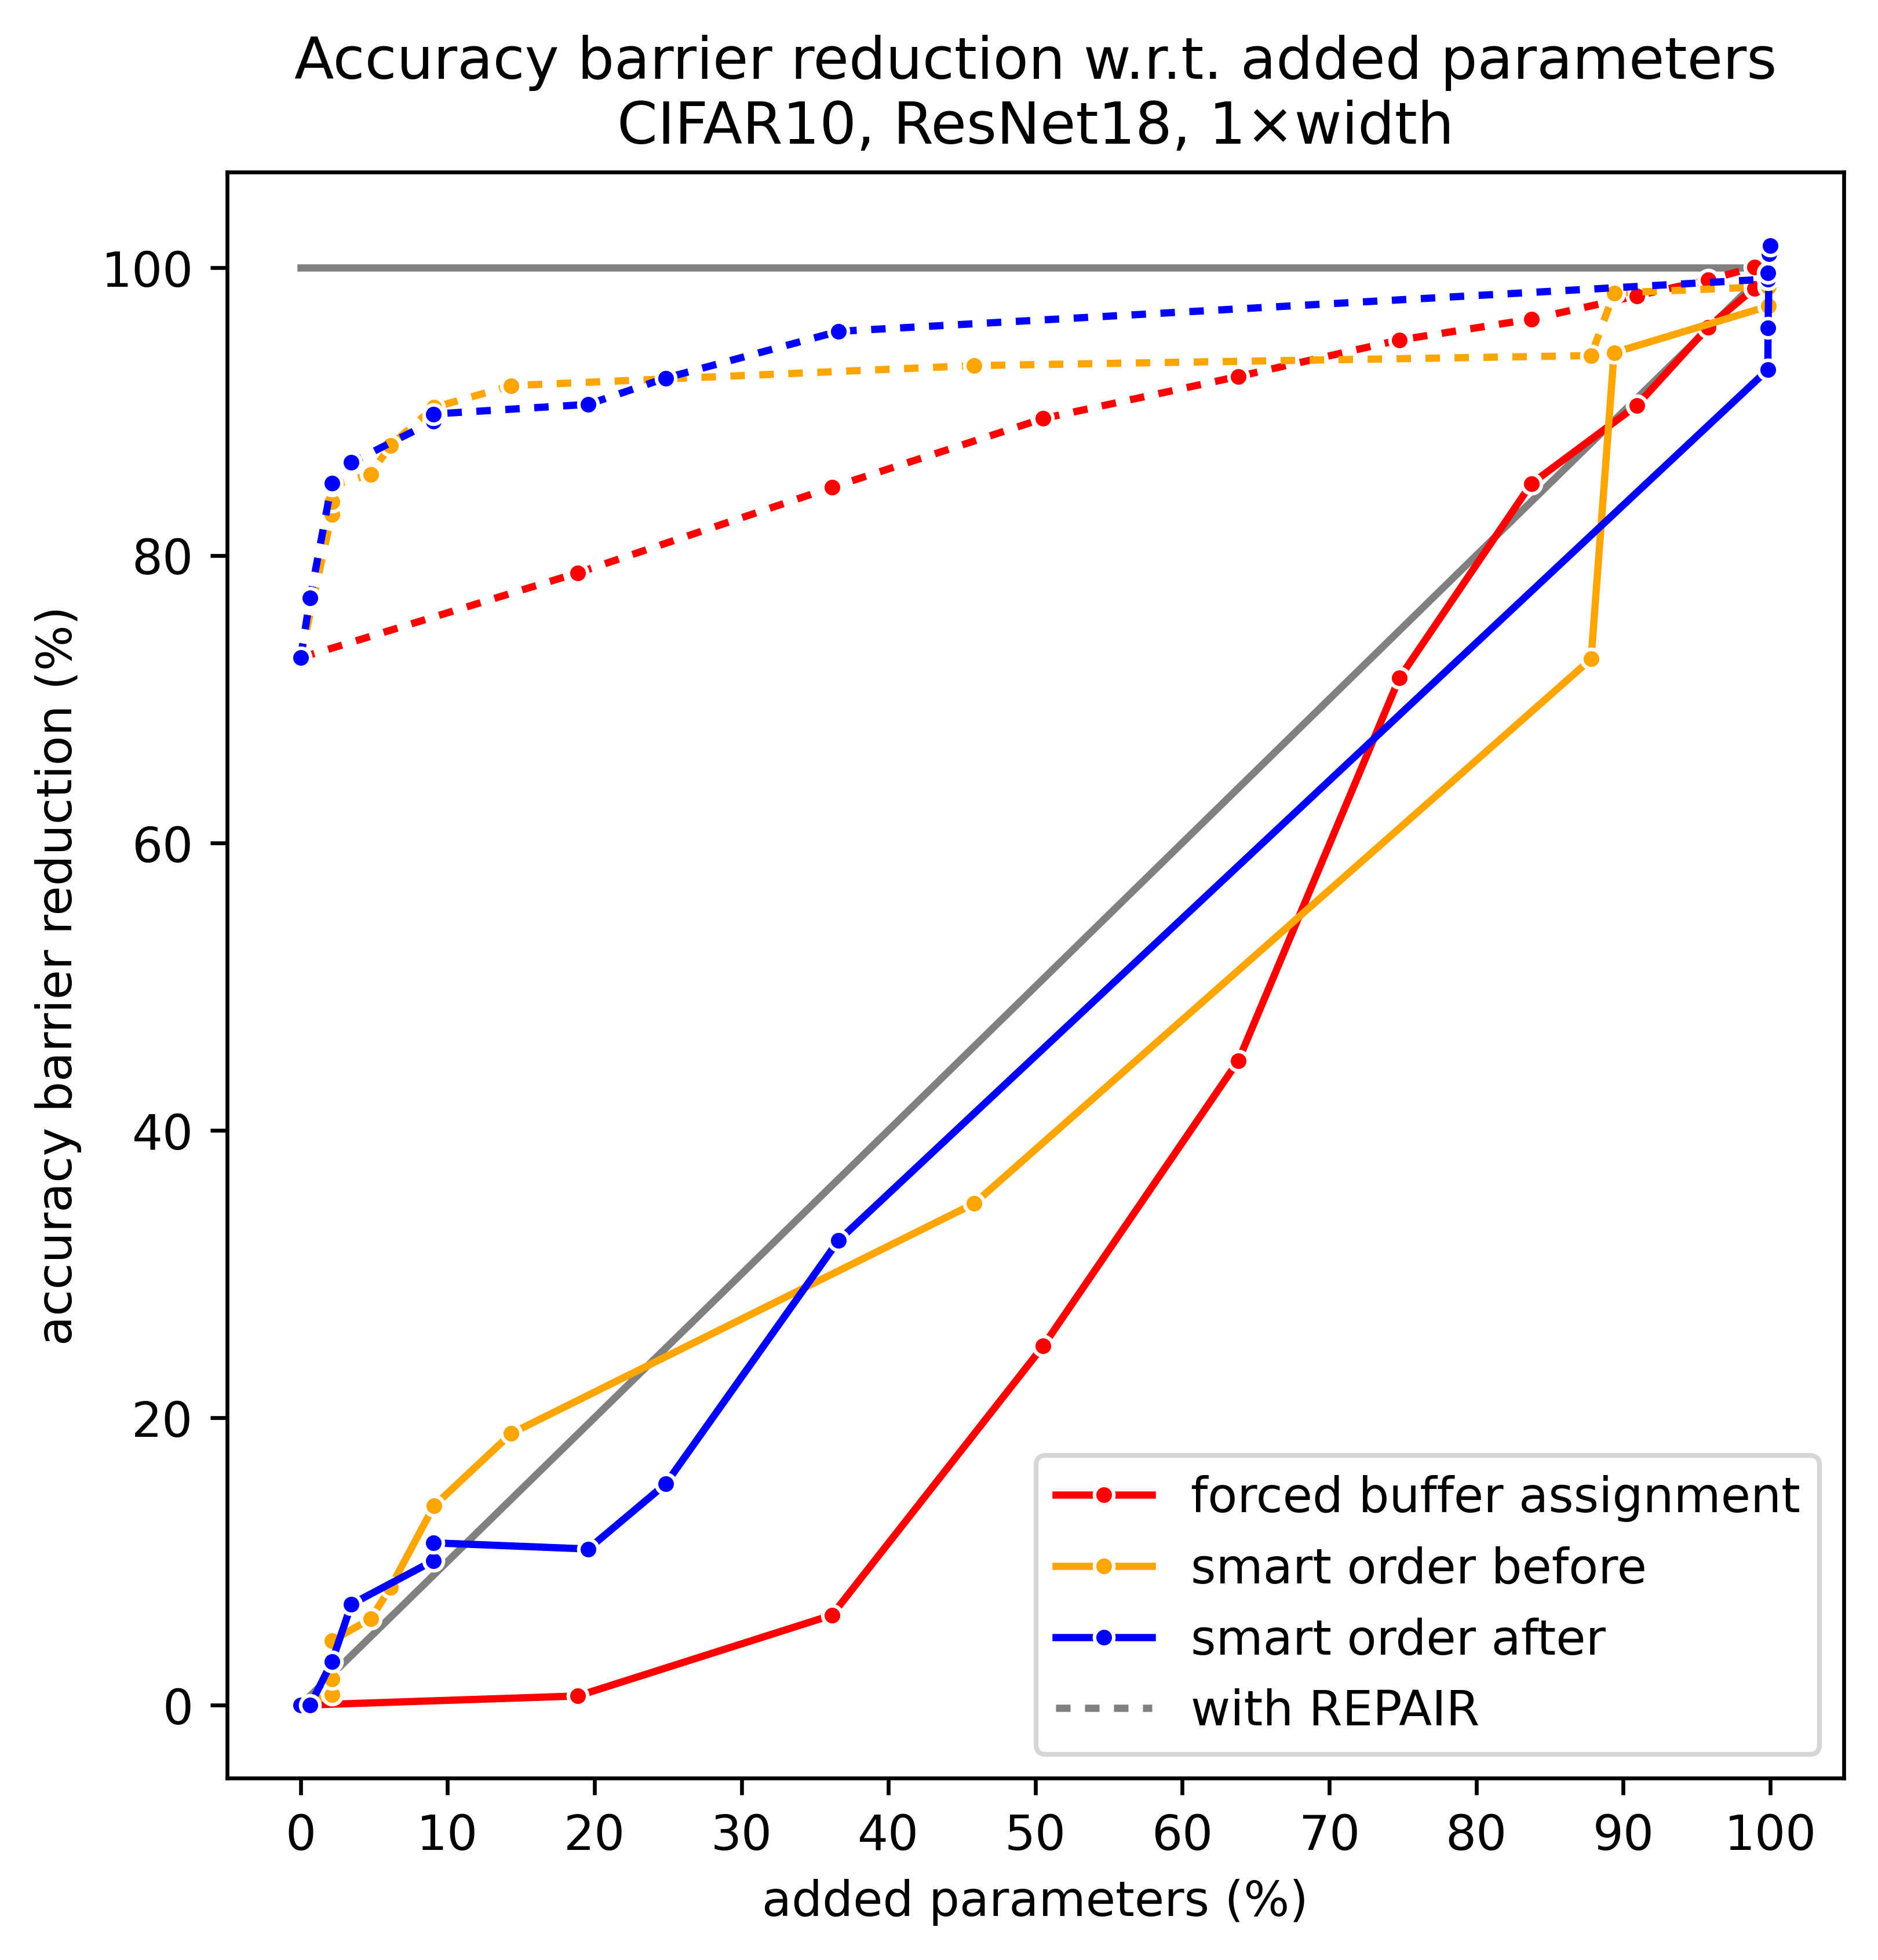 Accuracy barrier reduction w.r.t. added parameters
CIFAR10, ResNet18, 1×width
accuracy barrier reduction (%)
100
80
60
40
20
0
forced buffer assignment
smart order before
smart order after
with REPAIR
0 10 20 30 40 50 60 70 80 90 100
added parameters (%)